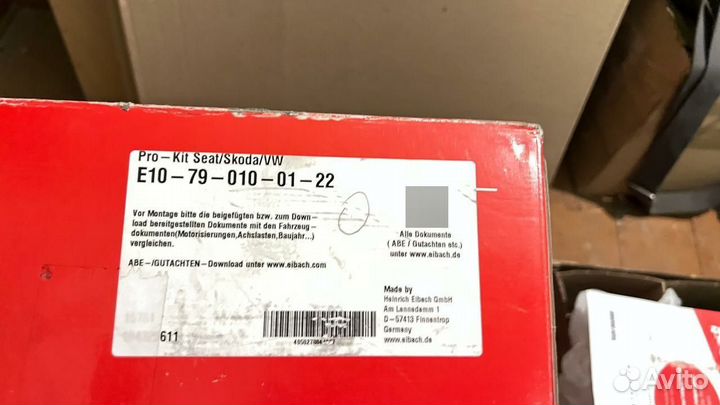 Pro-Kit Seat/Skoda/VW
E10-79-010-01-22
Vor Montage bitte die beigefügten bzw. zum Down-
load bereitgestellten Dokumente mit den Fahrzeug-
dokumenten(Motorisierungen,Achslasten,Baujahr...)
vergleichen.
ABE-/GUTACHTEN-Download unter www.eibach.com
Alle Dokumente
( ABE / Gutachten etc.)
unter www.eibach.de
Made by
Heinrich Eibach GmbH
Am Lennedamm 1
D-57413 Finnentrop
Germany
www.eibach.de
611
Avito